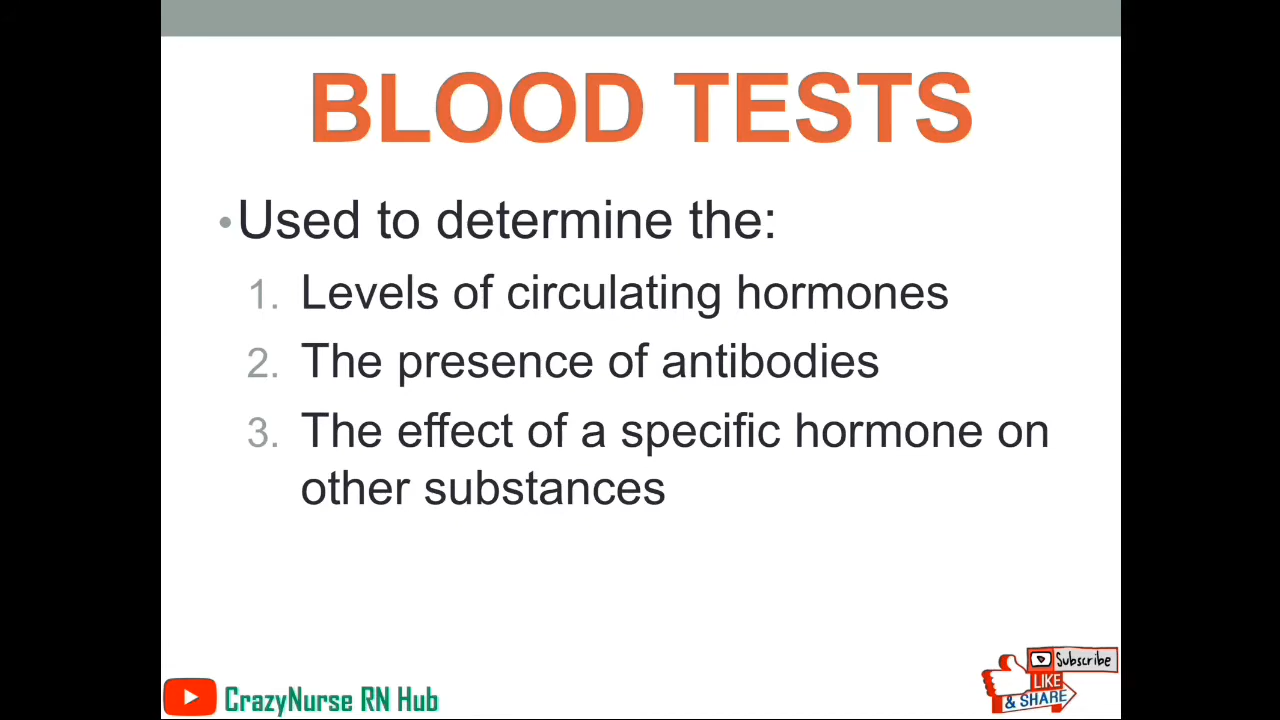 BLOOD TESTS
•Used to determine the:
1. Levels of circulating hormones
2. The presence of antibodies
3. The effect of a specific hormone on
other substances
Subscribe
LIKE
& SHARE
CrazyNurse RN Hub